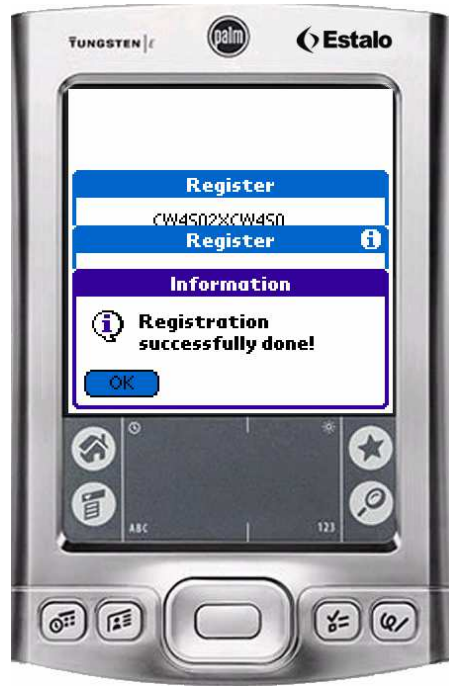 TUNGSTEN|E
palm
Estalo
Register
CW4S02XCW4S0
Register
Information
Registration
successfully done!
OK
ABC
123